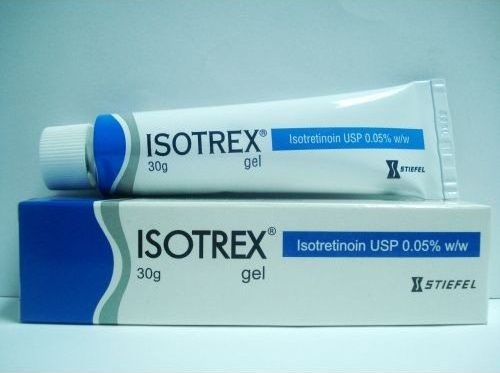 ISOTREX®
30g gel
Isotretinoin USP 0.05% w/w
STIEFEL
ISOTREX®
30g gel
Isotretinoin USP 0.05% w/w
STIEFEL